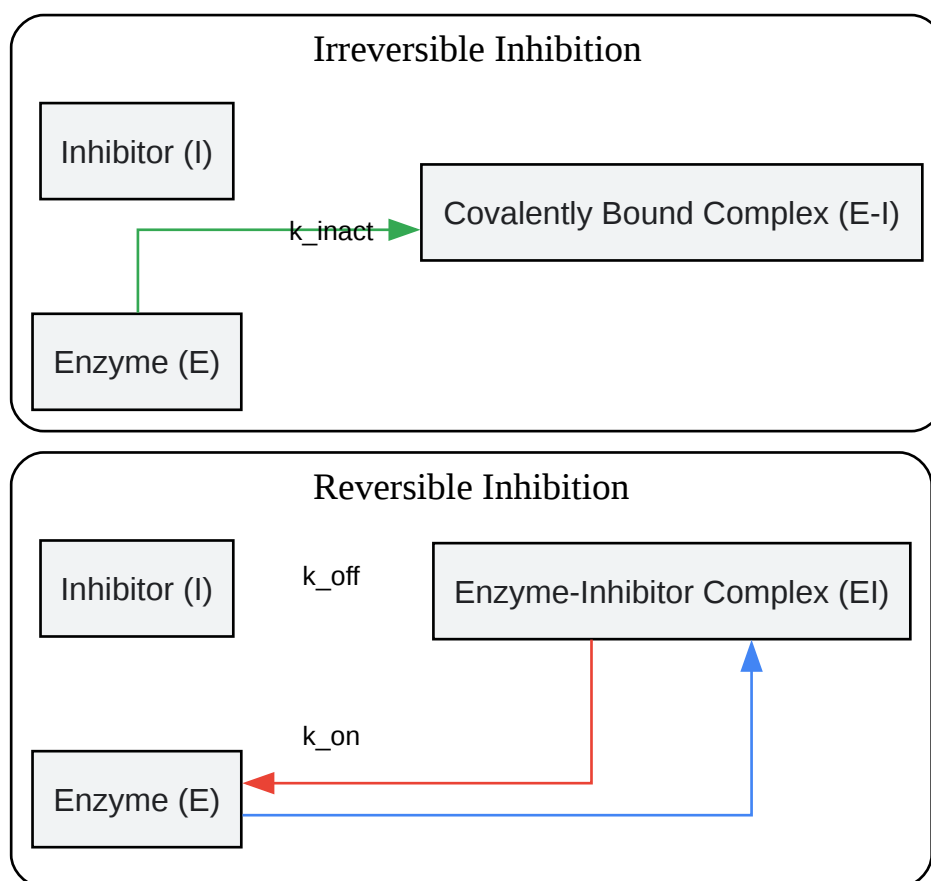 Irreversible Inhibition
Inhibitor (I)
Covalently Bound Complex (E-I)
k_inact
Enzyme (E)
Reversible Inhibition
Inhibitor (I)
k_off
Enzyme-Inhibitor Complex (EI)
k_on
Enzyme (E)